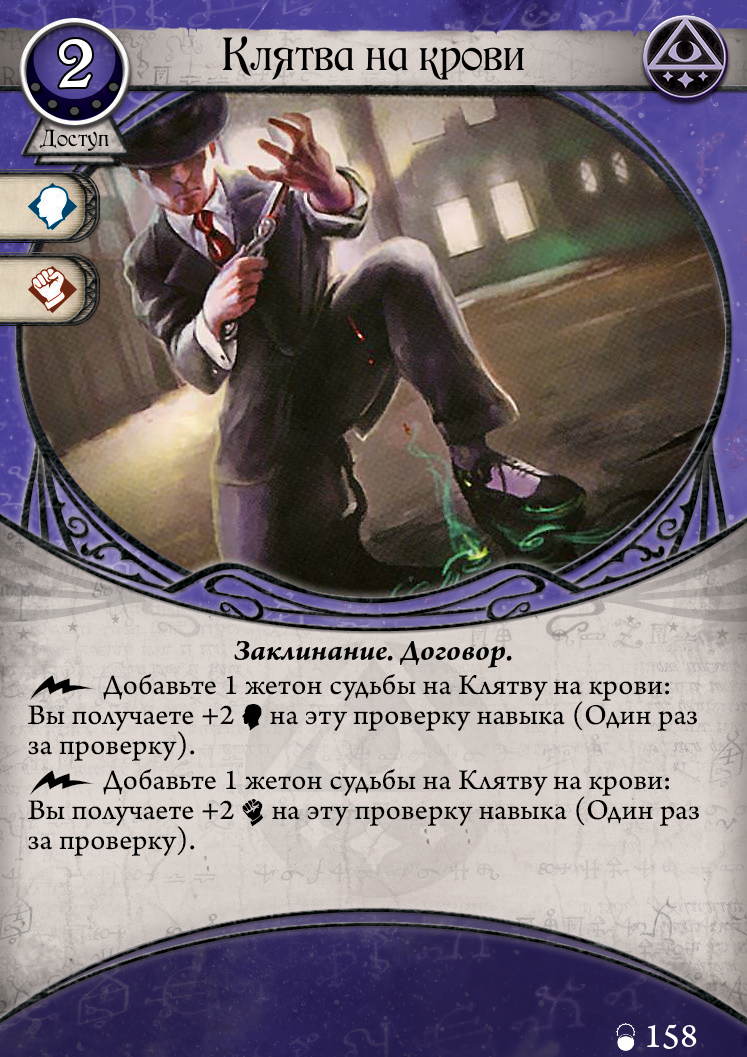 2
Клятва на крови
Доступ
Заклинание. Договор.
Добавьте 1 жетон судьбы на Клятву на крови:
Вы получаете +2 на эту проверку навыка (Один раз
за проверку).
Добавьте 1 жетон судьбы на Клятву на крови:
Вы получаете +2 на эту проверку навыка (Один раз
за проверку).
158